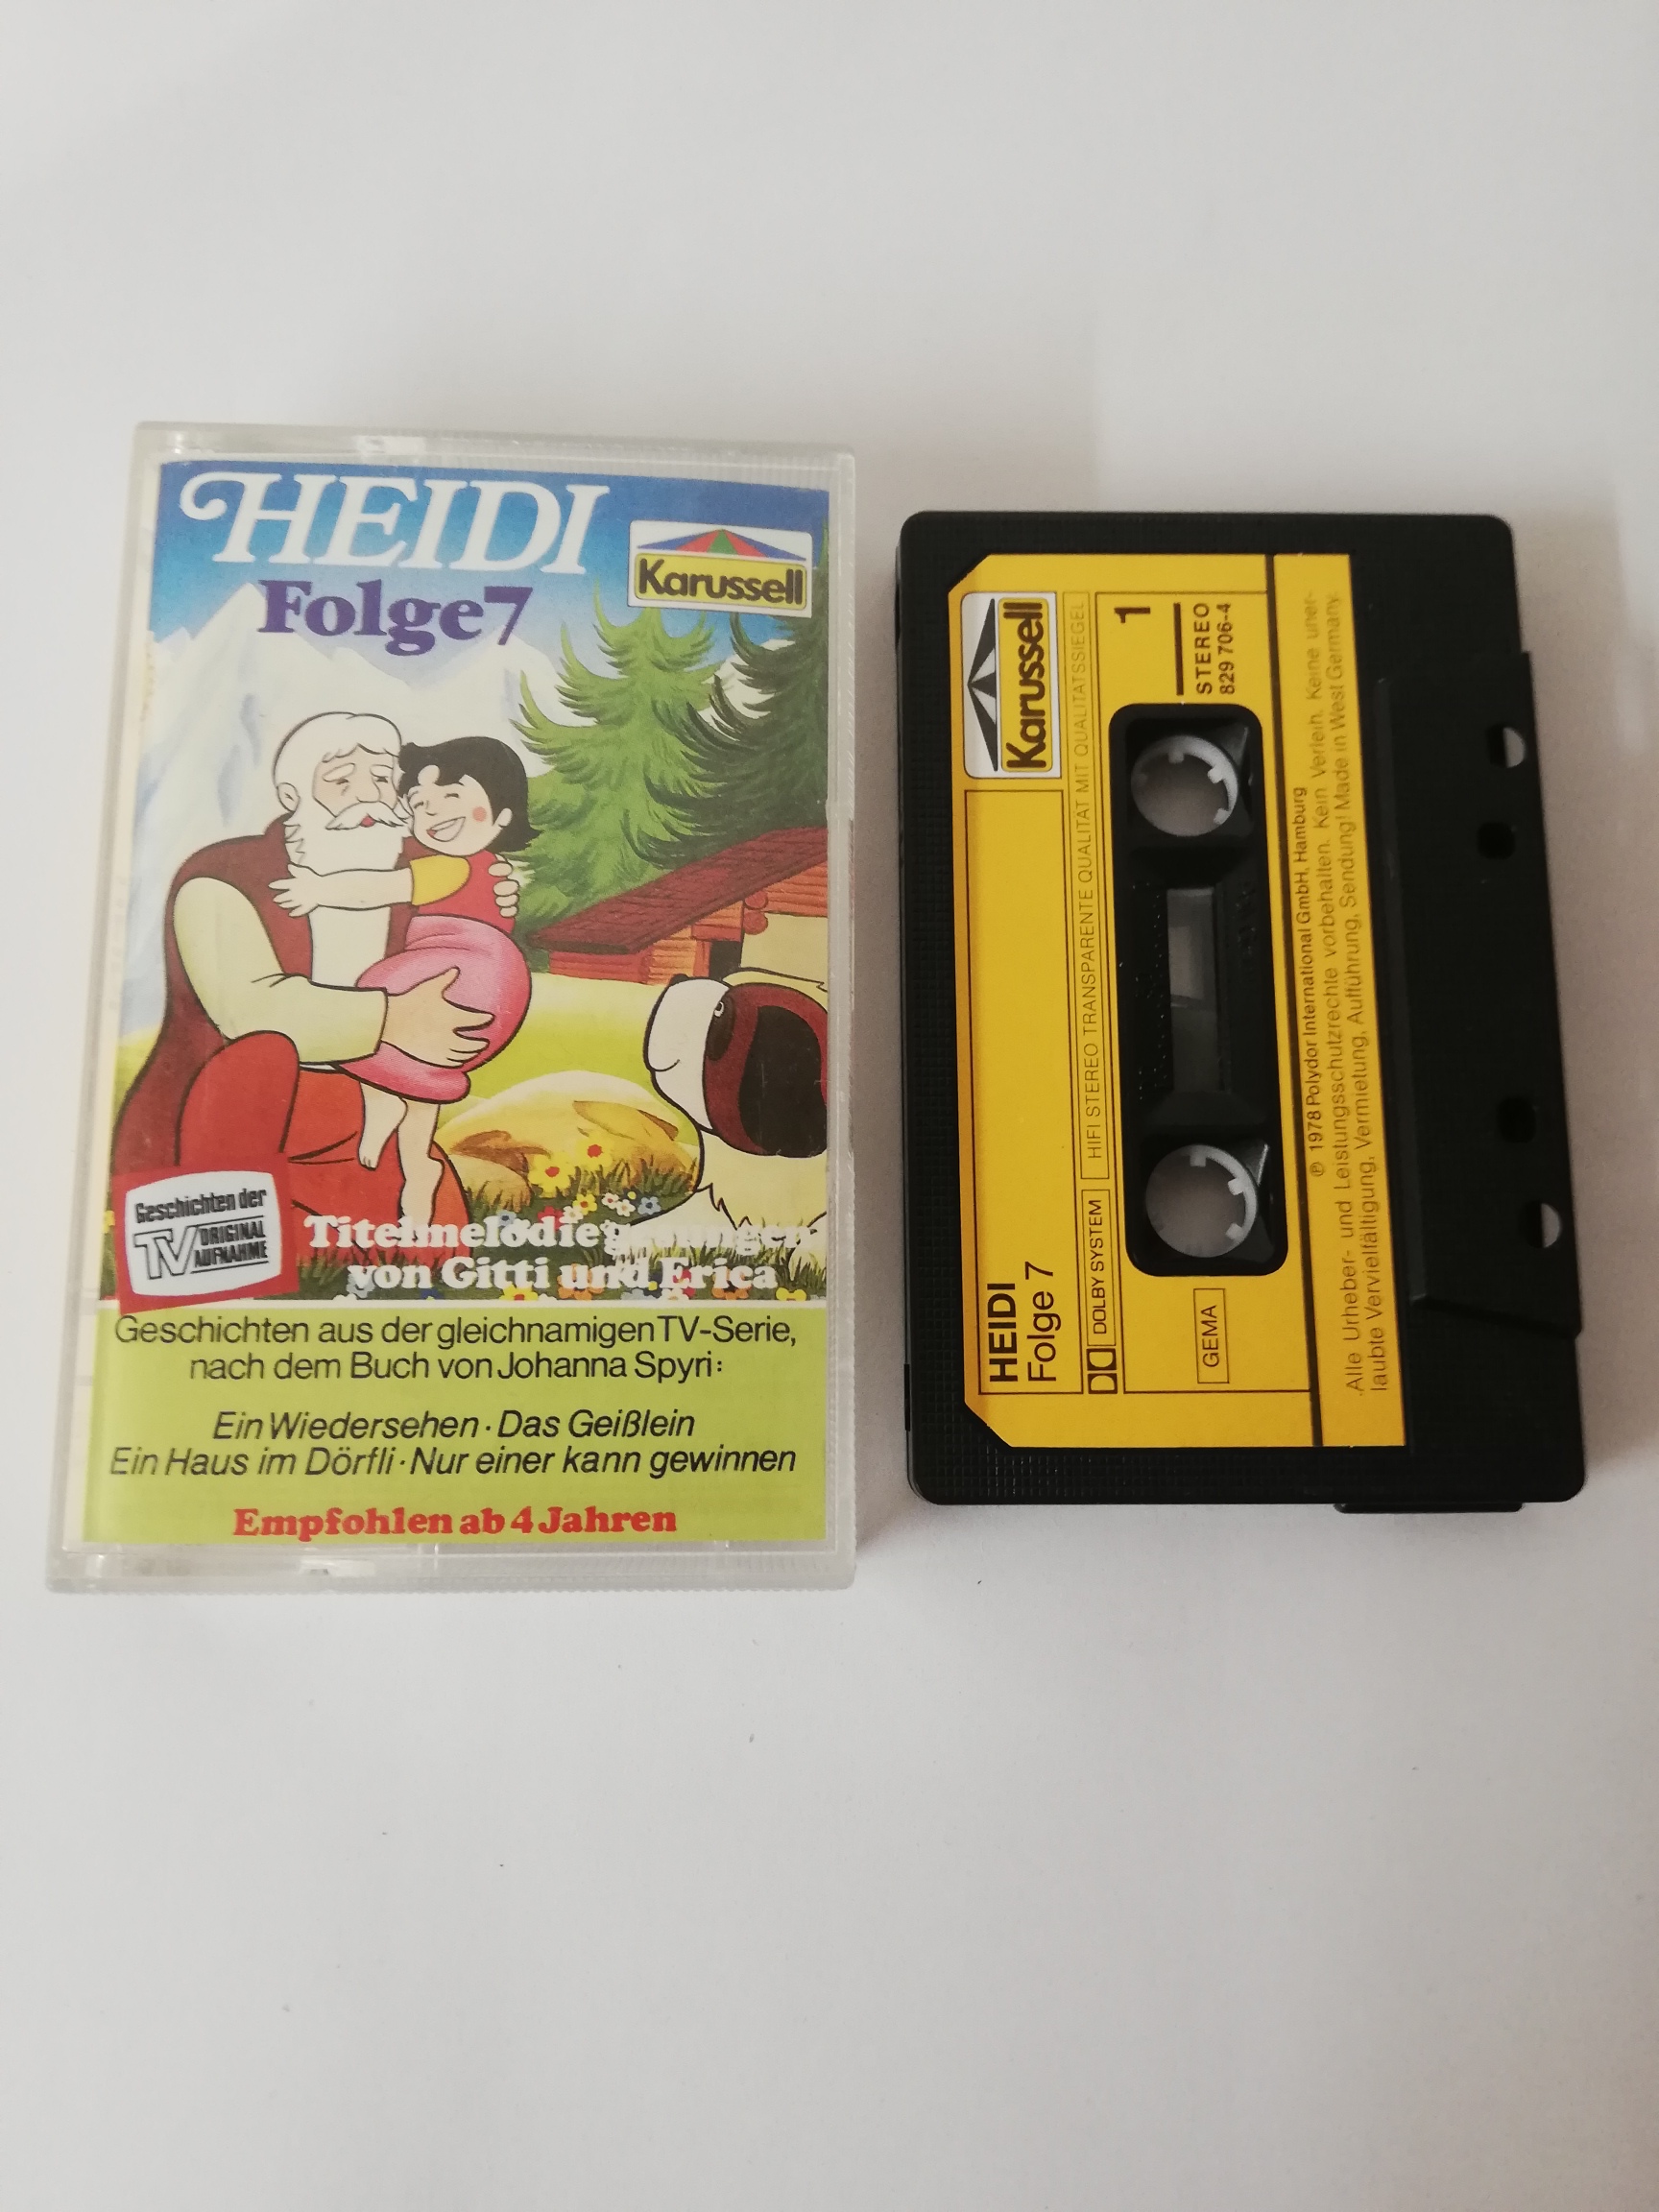 HEIDI
Folge 7
Karussell
Geschichten der
TV ORIGINAL
AUFNAHME
Titelmelodie gesungen
von Gitti und Erica
Geschichten aus der gleichnamigen TV-Serie,
nach dem Buch von Johanna Spyri:
Ein Wiedersehen · Das Geißlein
Ein Haus im Dörfli · Nur einer kann gewinnen
Empfohlen ab 4 Jahren
Karussell
HEIDI
Folge 7
DOLBY SYSTEM
HIFI STEREO TRANSPARENTE QUALITÄT MIT QUALITÄTSSIEGEL
1
STEREO
829 706-4
GEMA
℗ 1978 Polydor International GmbH, Hamburg
Alle Urheber- und Leistungsschutzrechte vorbehalten. Kein Verleih. Keine uner-
laubte Vervielfältigung, Vermietung, Aufführung, Sendung! Made in West Germany.